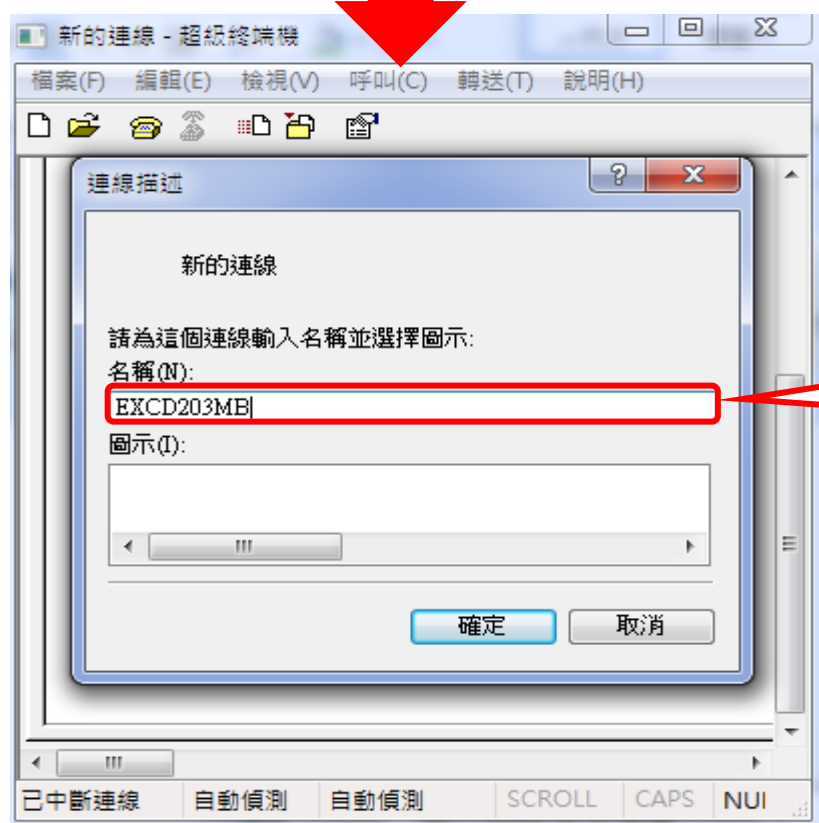 新的連線 - 超級終端機
檔案(F) 編輯(E) 檢視(V) 呼叫(C) 轉送(T) 說明(H)
連線描述
新的連線
請為這個連線輸入名稱並選擇圖示:
名稱(N):
EXCD203MB
圖示(I):
確定 取消
已中斷連線 自動偵測 自動偵測 SCROLL CAPS NUI